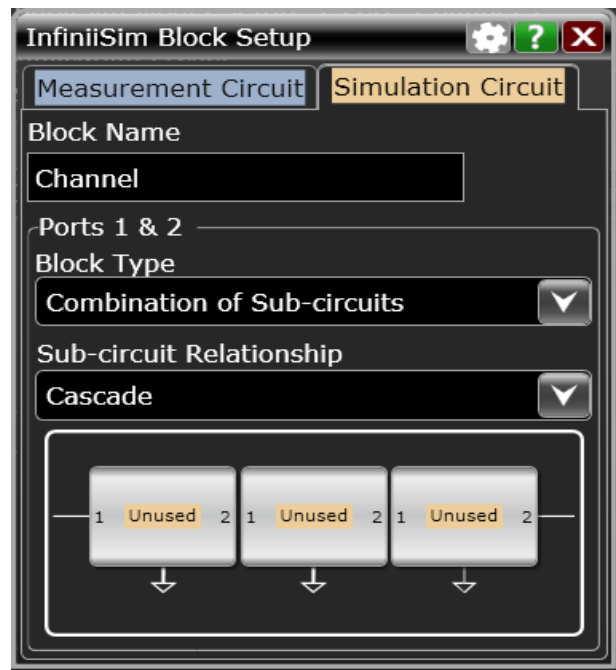 InfiniiSim Block Setup
?
X
Measurement Circuit Simulation Circuit
Block Name
Channel
Ports 1 & 2
Block Type
Combination of Sub-circuits
Sub-circuit Relationship
Cascade
1 Unused 2 1 Unused 2 1 Unused 2